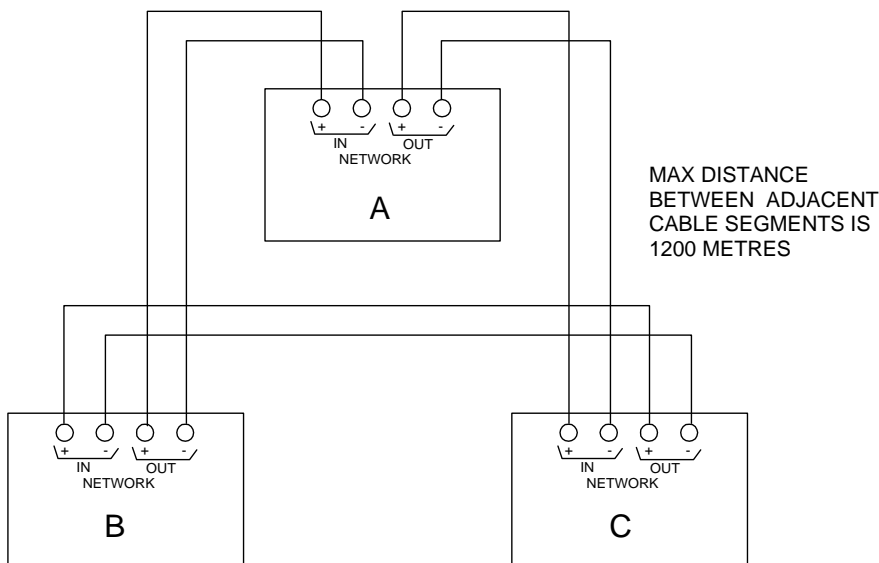 + - + -
IN OUT
NETWORK
A
MAX DISTANCE
BETWEEN ADJACENT
CABLE SEGMENTS IS
1200 METRES
+ - + -
IN OUT
NETWORK
B
+ - + -
IN OUT
NETWORK
C